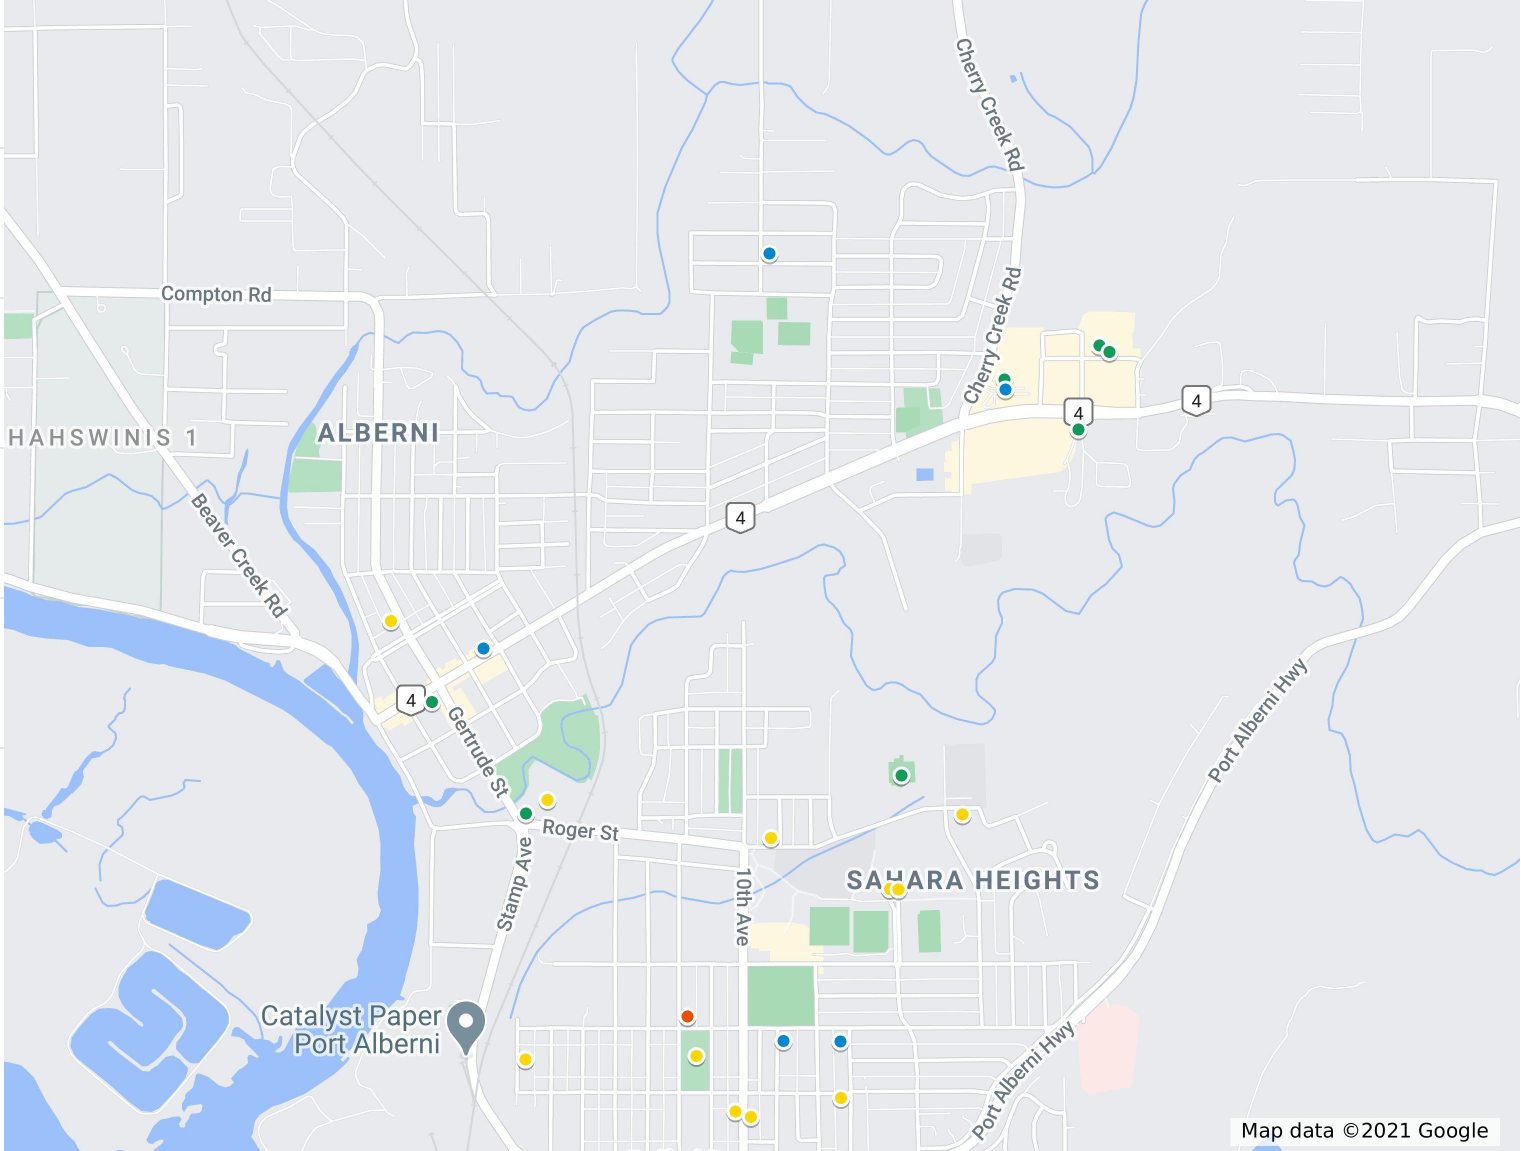 Cherry Creek Rd
Compton Rd
Cherry Creek Rd
4
4
HAHSWINIS 1
ALBERNI
4
Beaver Creek Rd
4
Gertrude St
Port Alberni Hwy
Roger St
Stamp Ave
10th Ave
SAHARA HEIGHTS
Catalyst Paper
Port Alberni
Port Alberni Hwy
Map data ©2021 Google